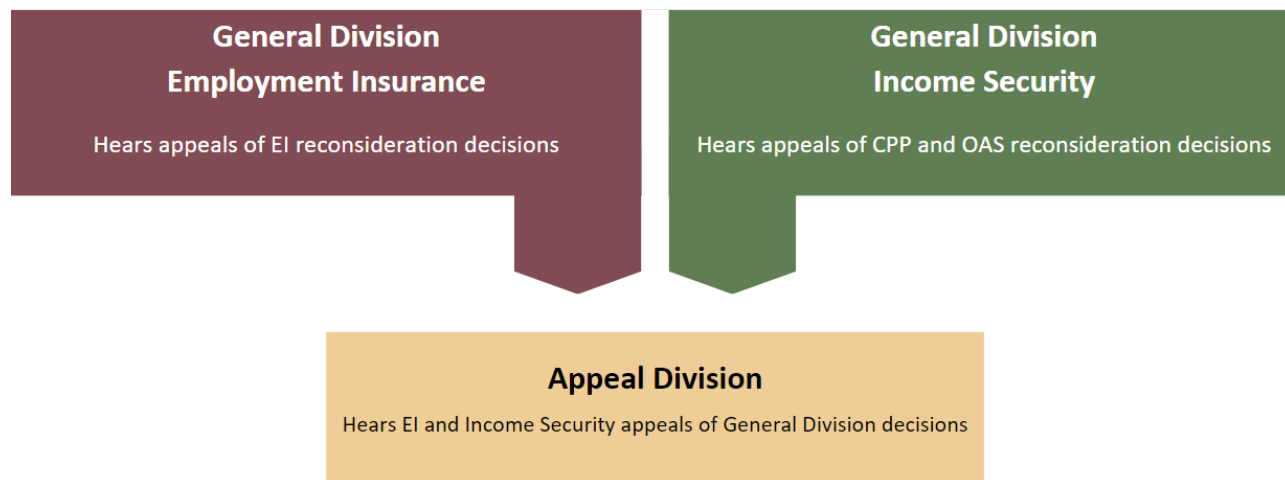 General Division
Employment Insurance
Hears appeals of EI reconsideration decisions
General Division
Income Security
Hears appeals of CPP and OAS reconsideration decisions
Appeal Division
Hears EI and Income Security appeals of General Division decisions